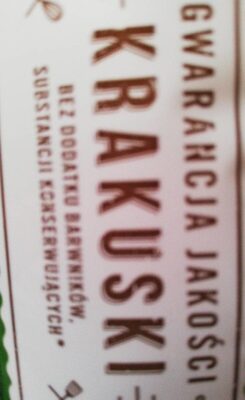 GWARANCJA JAKOŚCI
KRAKUSKI
BEZ DODATKU BARWNIKÓW,
SUBSTANCJI KONSERWUJĄCYCH*